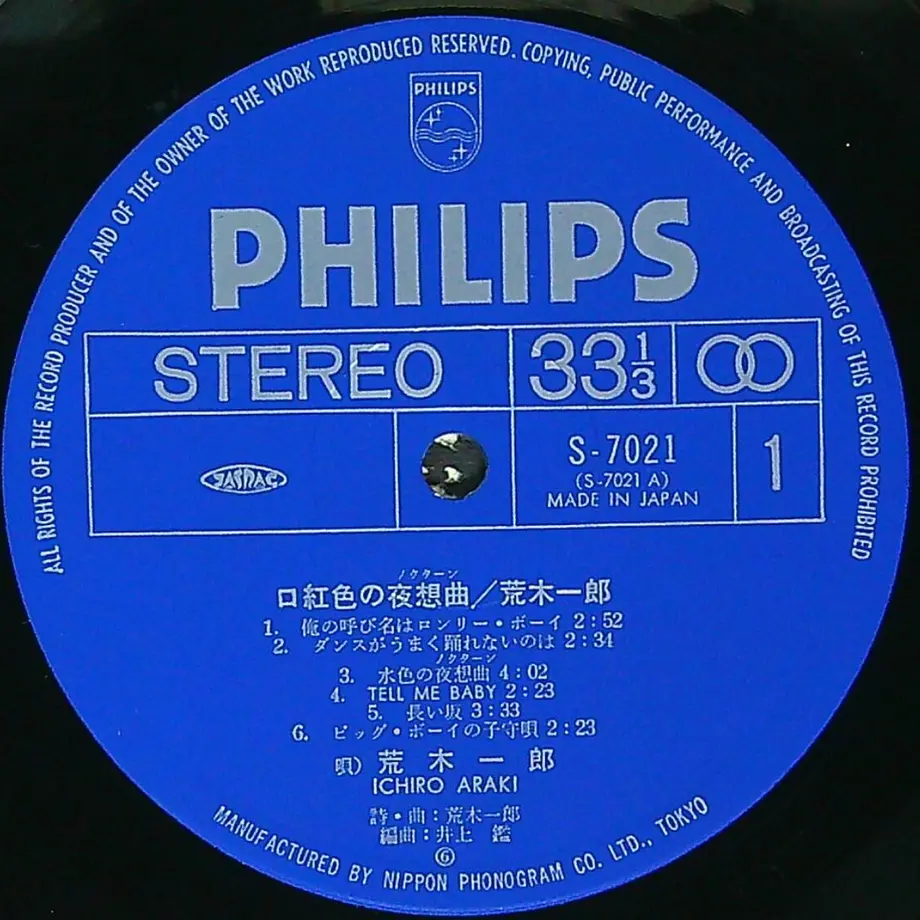 ALL RIGHTS OF THE RECORD PRODUCER AND OF THE OWNER OF THE WORK REPRODUCED RESERVED. COPYING, PUBLIC PERFORMANCE AND BROADCASTING OF THIS RECORD PROHIBITED
PHILIPS
PHILIPS
STEREO 33 1/3
JASRAC
S-7021
(S-7021 A)
MADE IN JAPAN
1
ノクターン
口紅色の夜想曲／荒木一郎
1. 俺の呼び名はロンリー・ボーイ 2:52
2. ダンスがうまく踊れないのは 2:34
ノクターン
3. 水色の夜想曲 4:02
4. TELL ME BABY 2:23
5. 長い坂 3:33
6. ビッグ・ボーイの子守唄 2:23
唄) 荒木一郎
ICHIRO ARAKI
詩・曲:荒木一郎
編曲:井上 鑑
⑥
MANUFACTURED BY NIPPON PHONOGRAM CO. LTD., TOKYO